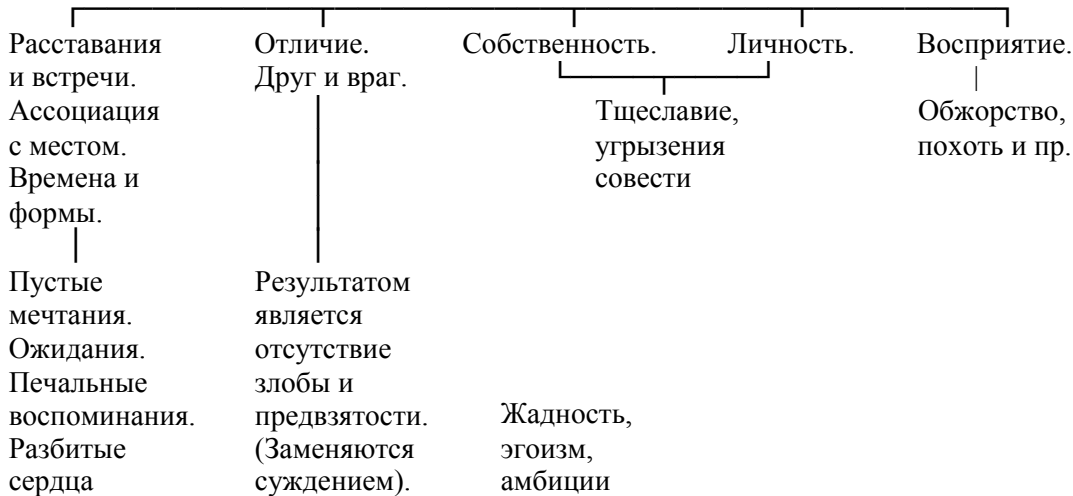 Расставания
и встречи.
Ассоциация
с местом.
Времена и
формы.
Пустые
мечтания.
Ожидания.
Печальные
воспоминания.
Разбитые
сердца
Отличие.
Друг и враг.
Результатом
является
отсутствие
злобы и
предвзятости.
(Заменяются
суждением).
Собственность.
Личность.
Тщеславие,
угрызения
совести
Жадность,
эгоизм,
амбиции
Восприятие.
Обжорство,
похоть и пр.